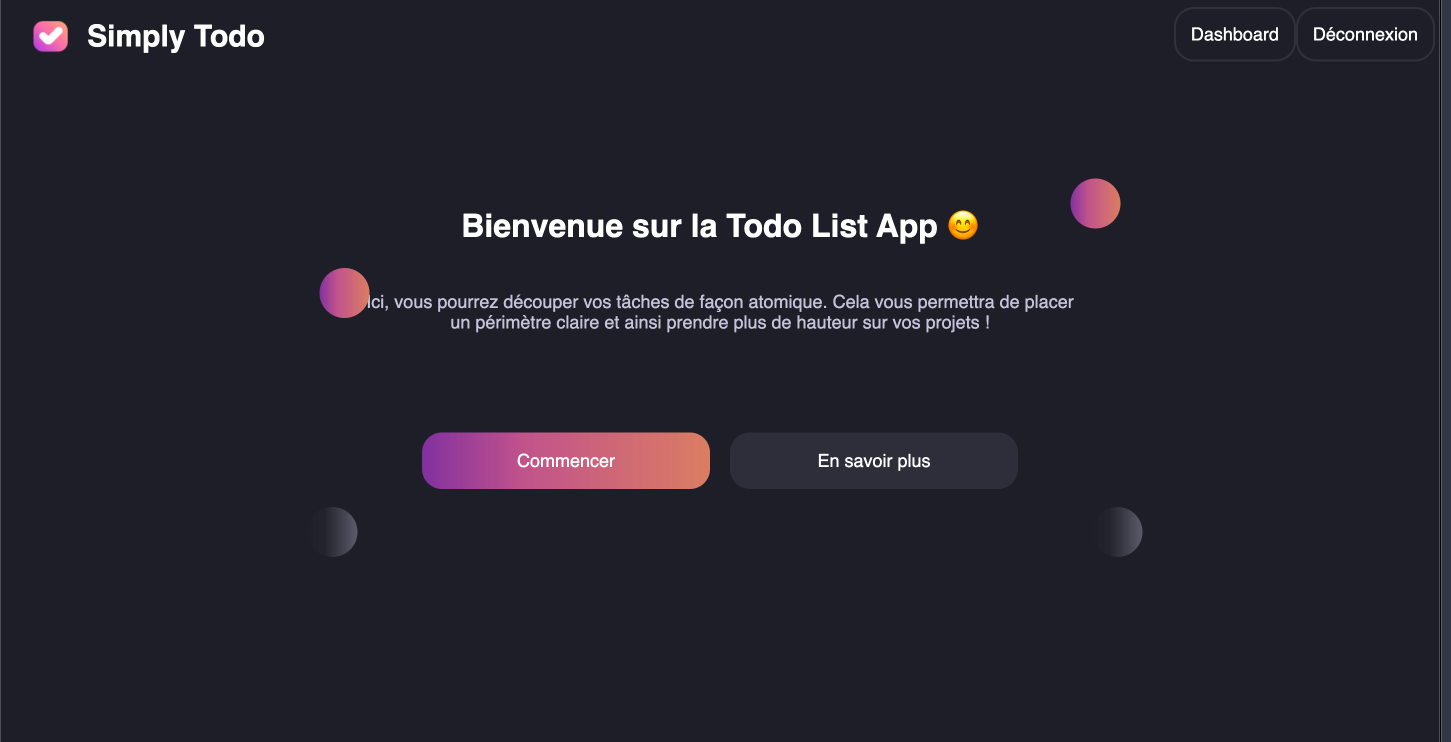 Simply Todo
Dashboard
Déconnexion
Bienvenue sur la Todo List App 😊
Ici, vous pourrez découper vos tâches de façon atomique. Cela vous permettra de placer
un périmètre claire et ainsi prendre plus de hauteur sur vos projets !
Commencer
En savoir plus